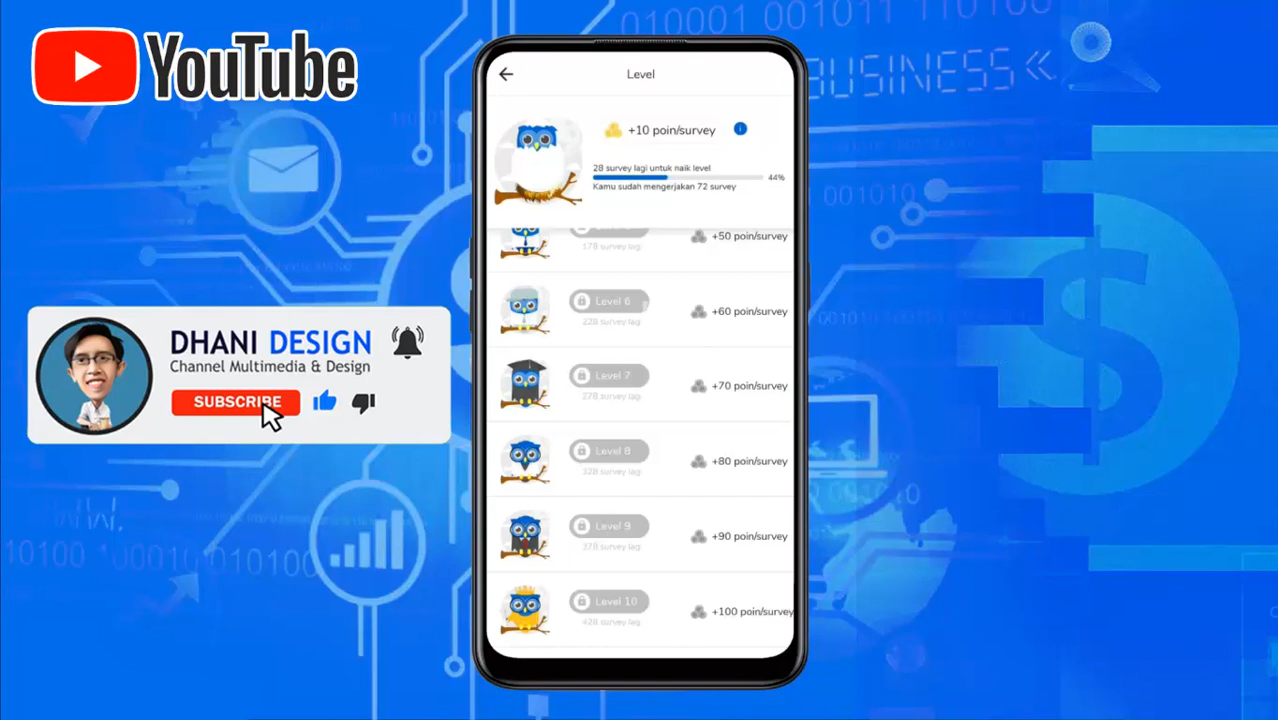 YouTube
DHANI DESIGN
Channel Multimedia & Design
SUBSCRIBE
Level
+10 poin/survey
28 survey lagi untuk naik level
44%
Kamu sudah mengerjakan 72 survey
+50 poin/survey
178 survey lagi
Level 6
+60 poin/survey
228 survey lagi
Level 7
+70 poin/survey
278 survey lagi
Level 8
+80 poin/survey
328 survey lagi
Level 9
+90 poin/survey
378 survey lagi
Level 10
+100 poin/survey
428 survey lagi
BUSINESS